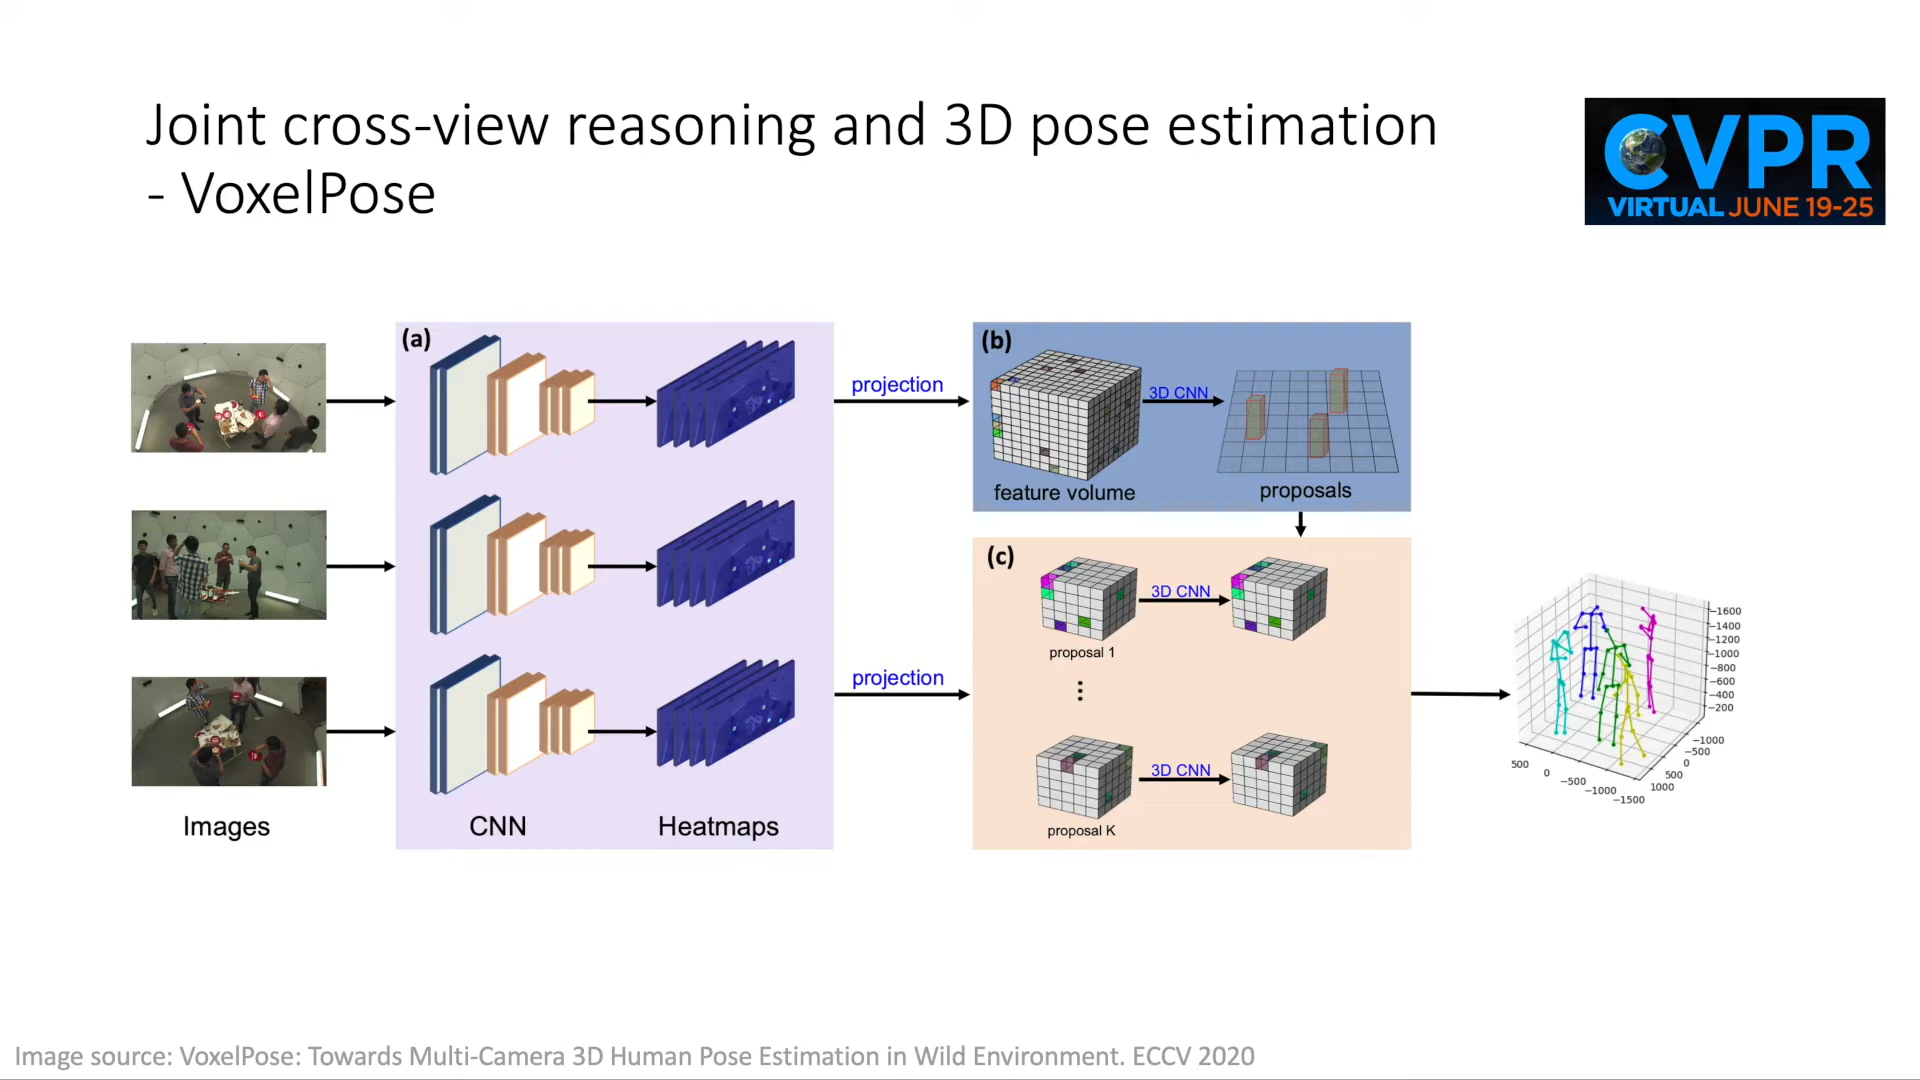 Joint cross-view reasoning and 3D pose estimation
- VoxelPose
CVPR
VIRTUAL JUNE 19-25
(a)
CNN
Heatmaps
Images
projection
projection
(b)
3D CNN
feature volume
proposals
(c)
3D CNN
proposal 1
3D CNN
proposal K
−1600
−1400
−1200
−1000
−800
−600
−400
−200
−1000
−500
0
500
1000
500
0
−500
−1000
−1500
Image source: VoxelPose: Towards Multi-Camera 3D Human Pose Estimation in Wild Environment. ECCV 2020